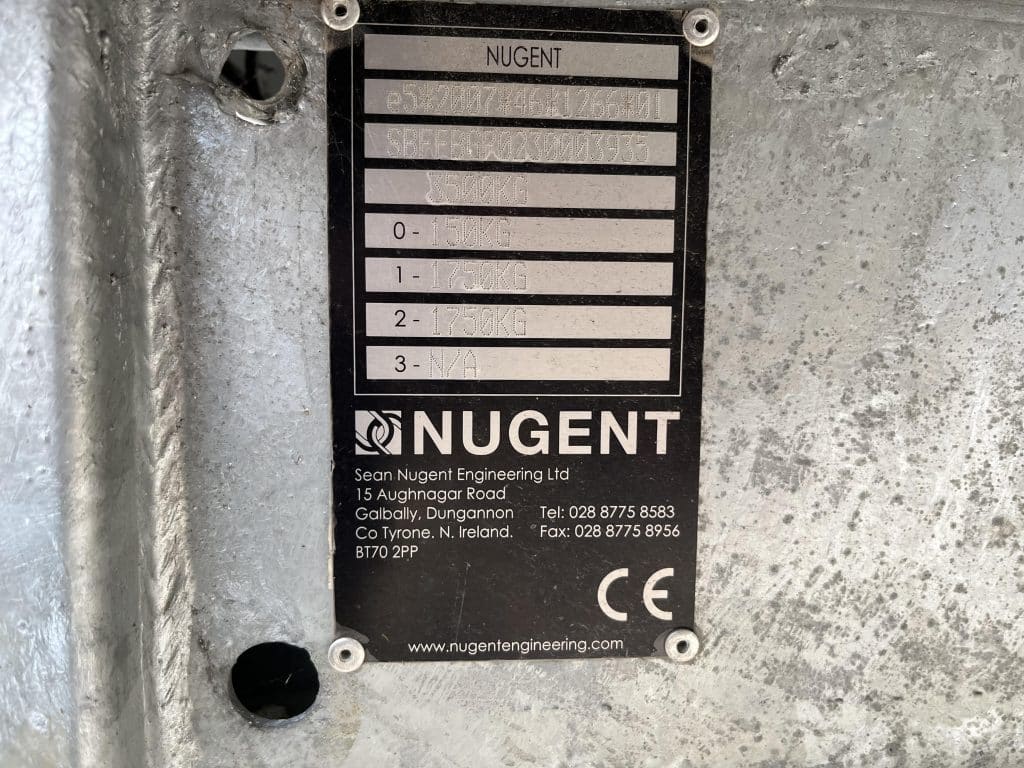 NUGENT
e5*2007*46*1266*01
3500KG
0 - 150KG
1 - 1750KG
2 - 1750KG
3 - N/A
NUGENT
Sean Nugent Engineering Ltd
15 Aughnagar Road
Galbally, Dungannon Tel: 028 8775 8583
Co Tyrone. N. Ireland. Fax: 028 8775 8956
BT70 2PP
CE
www.nugentengineering.com